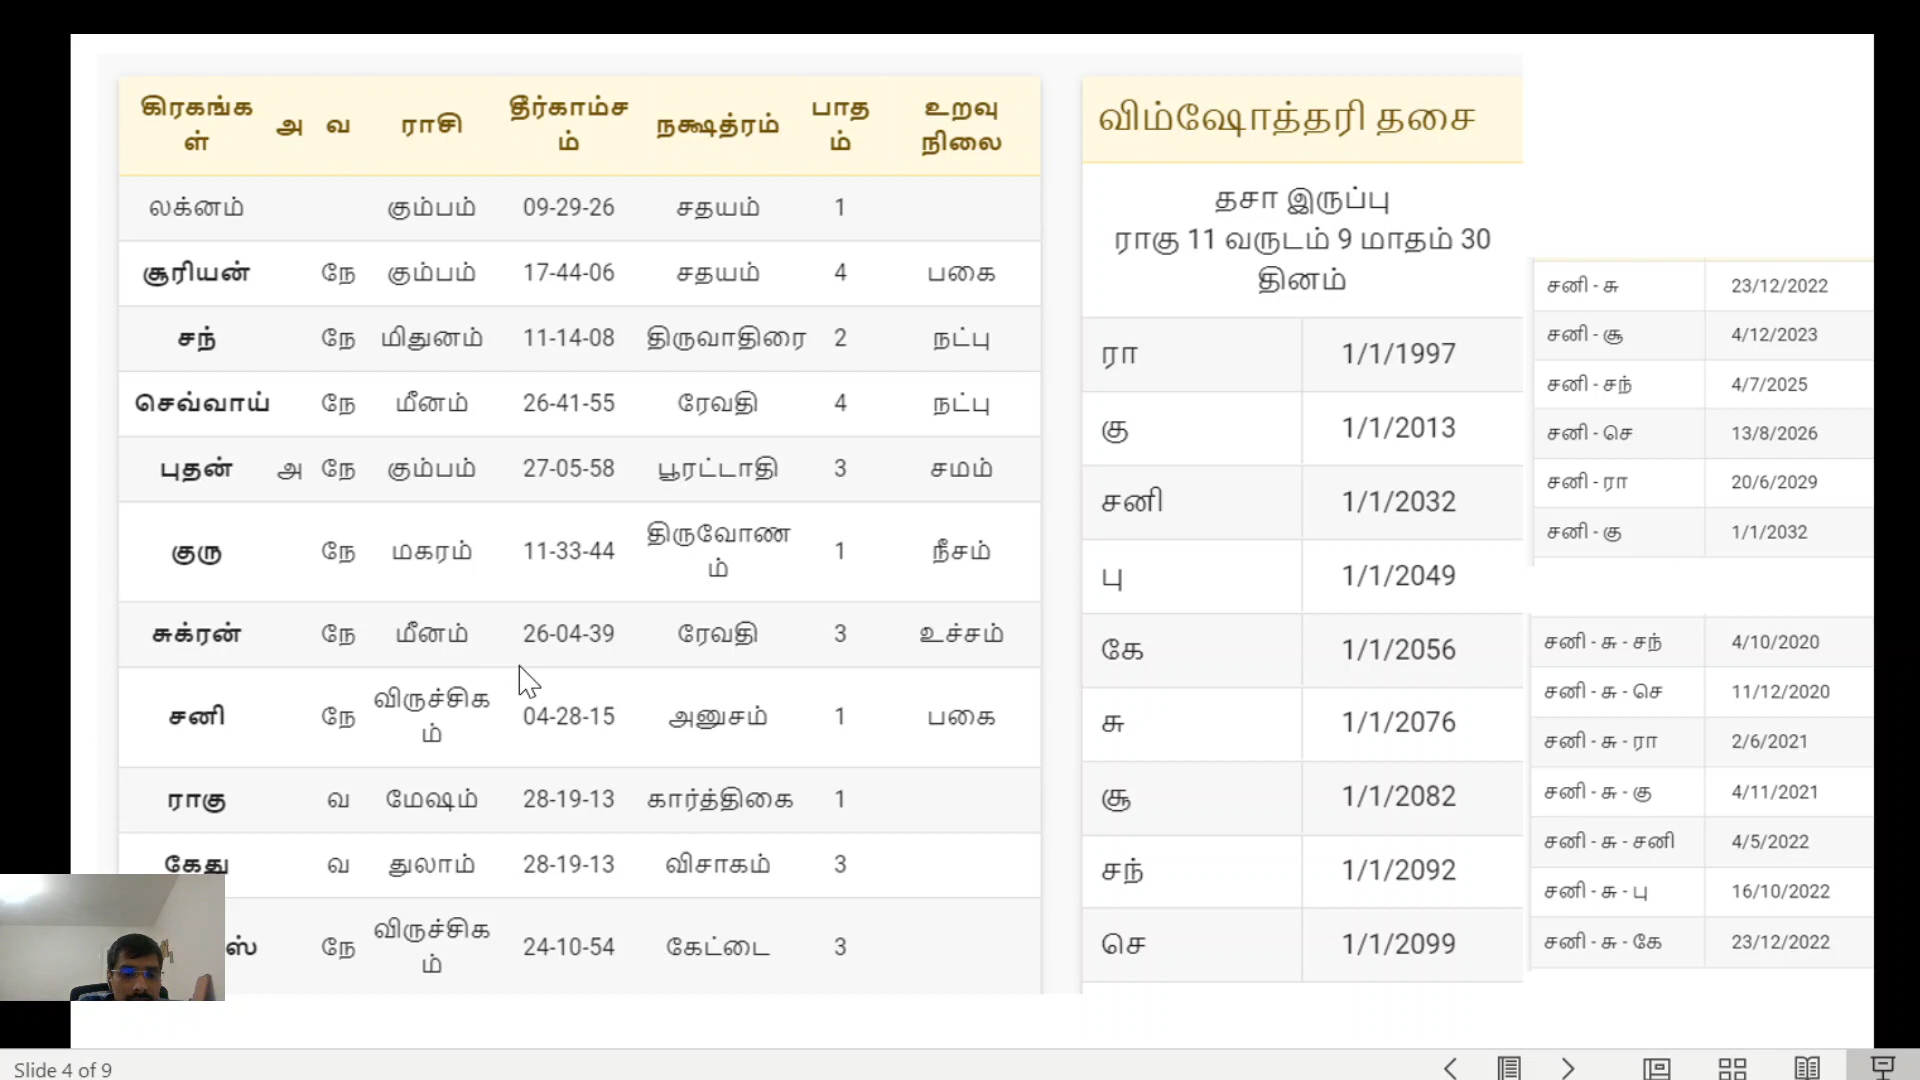 கிரகங்க
ள் அ வ ராசி தீர்காம்ச
ம் நக்ஷத்ரம் பாத
ம் உறவு
நிலை
லக்னம் கும்பம் 09-29-26 சதயம் 1
சூரியன் நே கும்பம் 17-44-06 சதயம் 4 பகை
சந் நே மிதுனம் 11-14-08 திருவாதிரை 2 நட்பு
செவ்வாய் நே மீனம் 26-41-55 ரேவதி 4 நட்பு
புதன் அ நே கும்பம் 27-05-58 பூரட்டாதி 3 சமம்
குரு நே மகரம் 11-33-44 திருவோண
ம் 1 நீசம்
சுக்ரன் நே மீனம் 26-04-39 ரேவதி 3 உச்சம்
சனி நே விருச்சிக
ம் 04-28-15 அனுசம் 1 பகை
ராகு வ மேஷம் 28-19-13 கார்த்திகை 1
கேது வ துலாம் 28-19-13 விசாகம் 3
ஸ் நே விருச்சிக
ம் 24-10-54 கேட்டை 3
விம்ஷோத்தரி தசை
தசா இருப்பு
ராகு 11 வருடம் 9 மாதம் 30
தினம்
ரா 1/1/1997
கு 1/1/2013
சனி 1/1/2032
பு 1/1/2049
கே 1/1/2056
சு 1/1/2076
சூ 1/1/2082
சந் 1/1/2092
செ 1/1/2099
சனி - சு 23/12/2022
சனி - சூ 4/12/2023
சனி - சந் 4/7/2025
சனி - செ 13/8/2026
சனி - ரா 20/6/2029
சனி - கு 1/1/2032
சனி - சு - சந் 4/10/2020
சனி - சு - செ 11/12/2020
சனி - சு - ரா 2/6/2021
சனி - சு - கு 4/11/2021
சனி - சு - சனி 4/5/2022
சனி - சு - பு 16/10/2022
சனி - சு - கே 23/12/2022
Slide 4 of 9